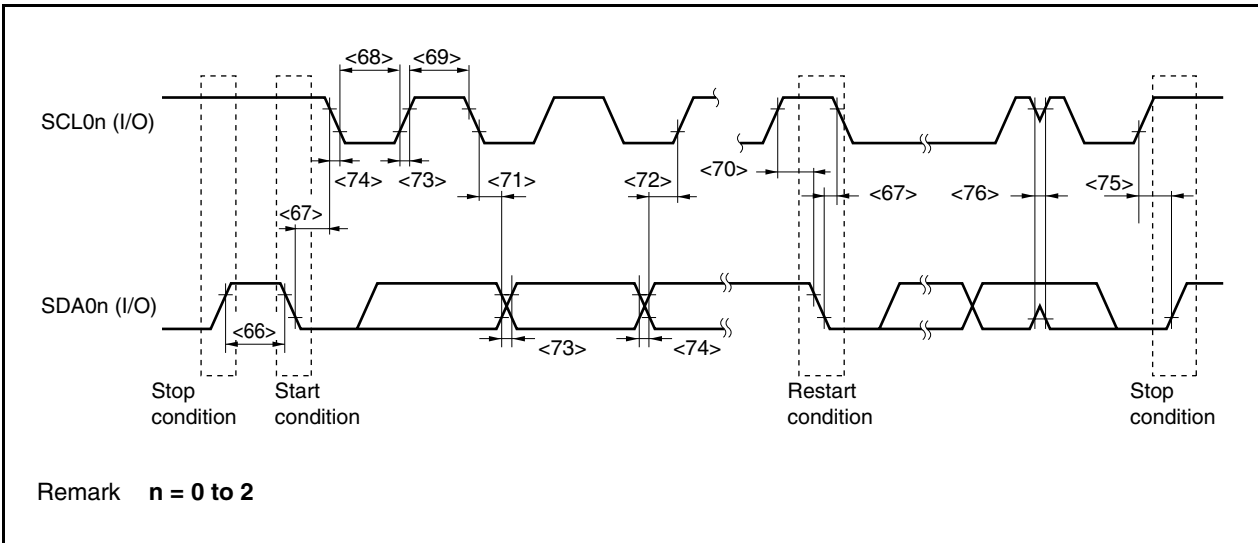 <68> <69>
SCL0n (I/O)
<74> <73> <71> <72> <70> <67> <76> <75>
<67>
SDA0n (I/O)
<66>
<73> <74>
Stop condition
Start condition
Restart condition
Stop condition
Remark n = 0 to 2